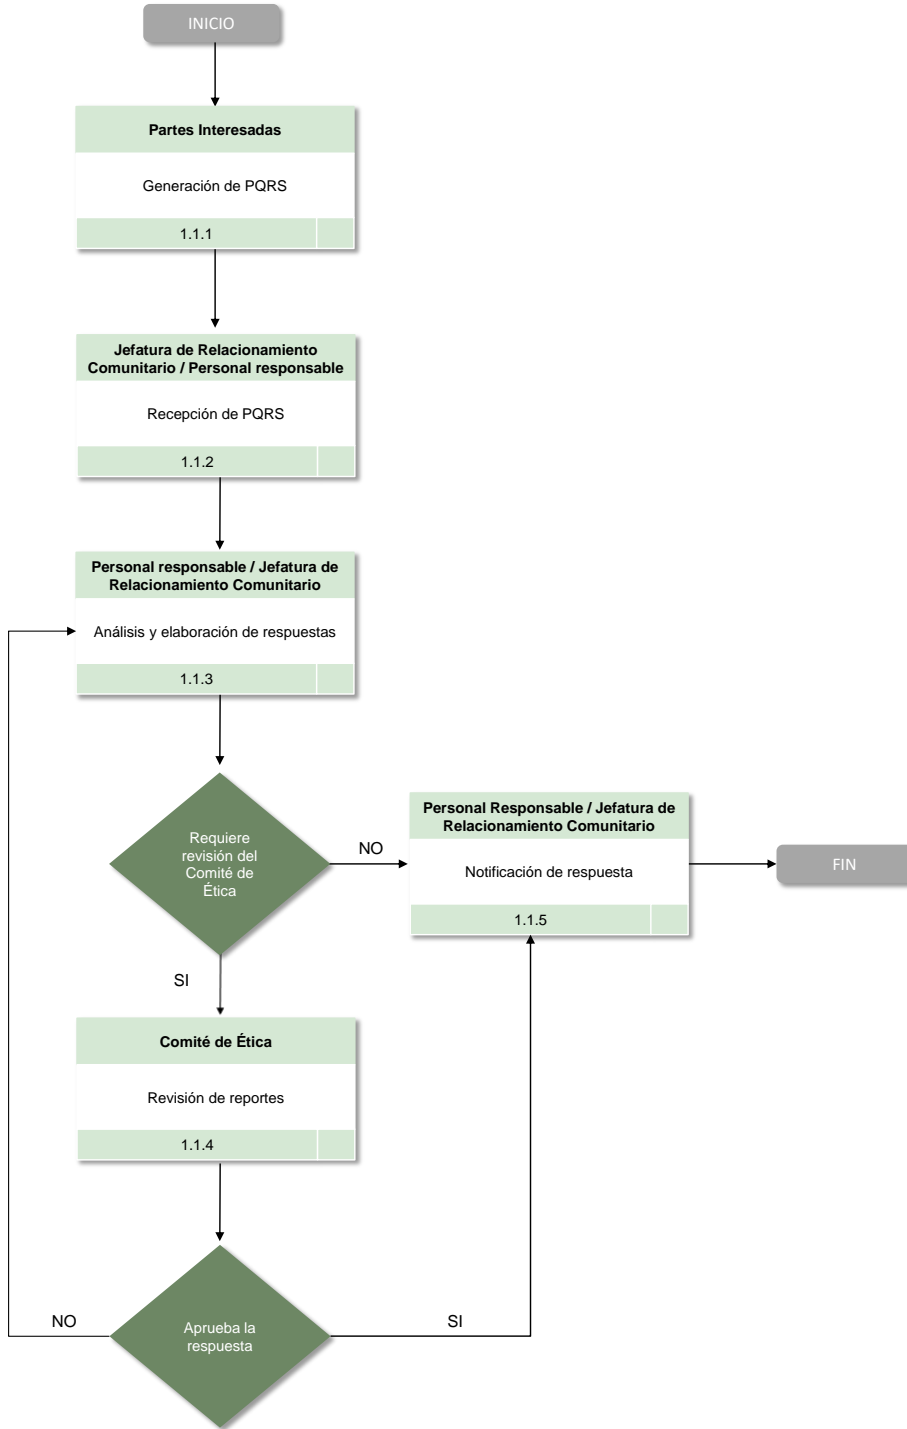 INICIO
Partes Interesadas
Generación de PQRS
1.1.1
Jefatura de Relacionamiento
Comunitario / Personal responsable
Recepción de PQRS
1.1.2
Personal responsable / Jefatura de
Relacionamiento Comunitario
Análisis y elaboración de respuestas
1.1.3
Requiere
revisión del
Comité de
Ética
NO
Personal Responsable / Jefatura de
Relacionamiento Comunitario
Notificación de respuesta
1.1.5
FIN
SI
Comité de Ética
Revisión de reportes
1.1.4
NO
Aprueba la
respuesta
SI